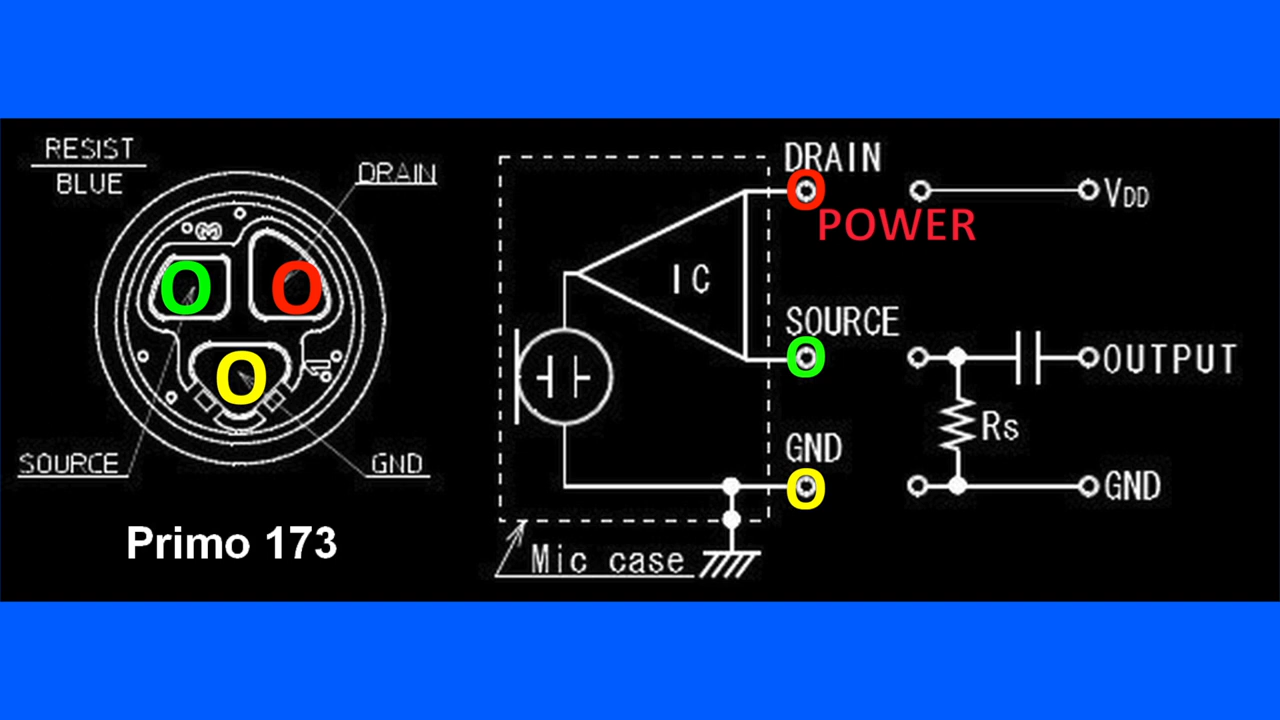 RESIST
BLUE
DRAIN
SOURCE
GND
Primo 173
DRAIN
POWER
VDD
IC
SOURCE
OUTPUT
Rs
GND
GND
Mic case